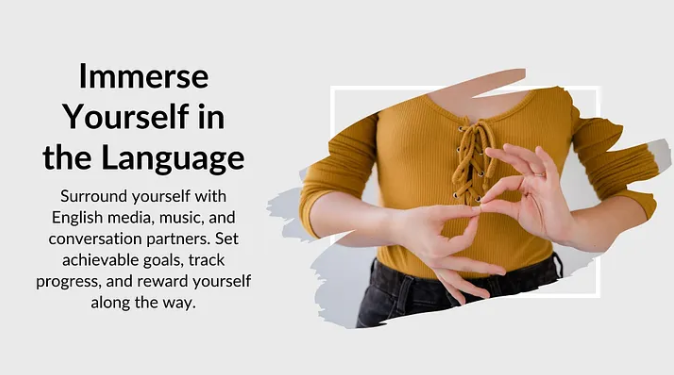 Immerse
Yourself in
the Language
Surround yourself with
English media, music, and
conversation partners. Set
achievable goals, track
progress, and reward yourself
along the way.